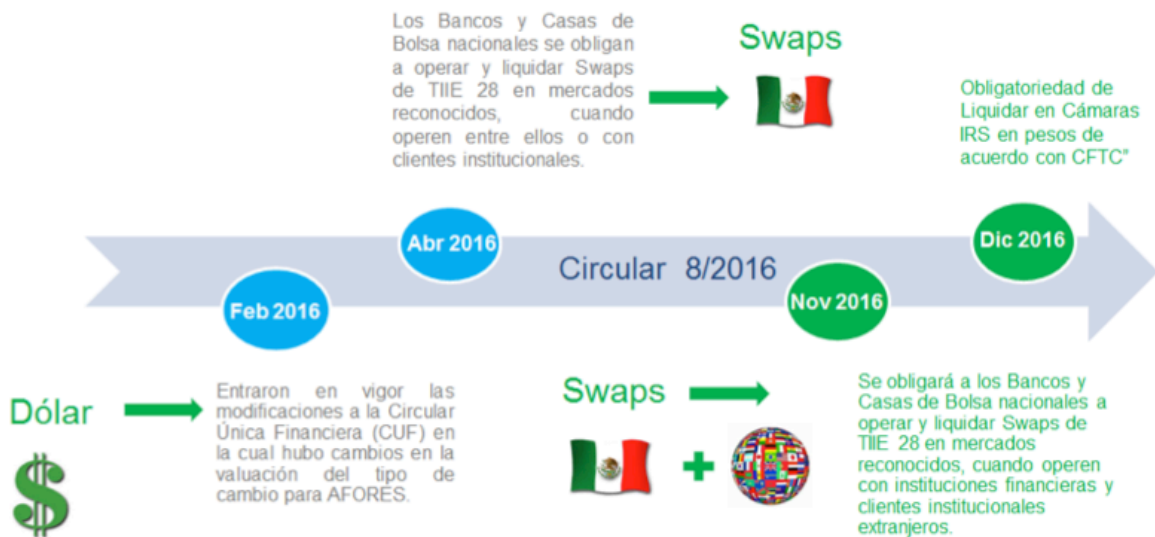 Los Bancos y Casas de
Bolsa nacionales se obligan
a operar y liquidar Swaps
de TIIE 28 en mercados
reconocidos, cuando
operen entre ellos o con
clientes institucionales.
Swaps
Obligatoriedad de
Liquidar en Cámaras
IRS en pesos de
acuerdo con CFTC"
Abr 2016
Dic 2016
Circular 8/2016
Feb 2016
Nov 2016
Dólar
$
Entraron en vigor las
modificaciones a la Circular
Única Financiera (CUF) en
la cual hubo cambios en la
valuación del tipo de
cambio para AFORES.
Swaps
Se obligará a los Bancos y
Casas de Bolsa nacionales a
operar y liquidar Swaps de
TIIE 28 en mercados
reconocidos, cuando operen
con instituciones financieras y
clientes institucionales
extranjeros.